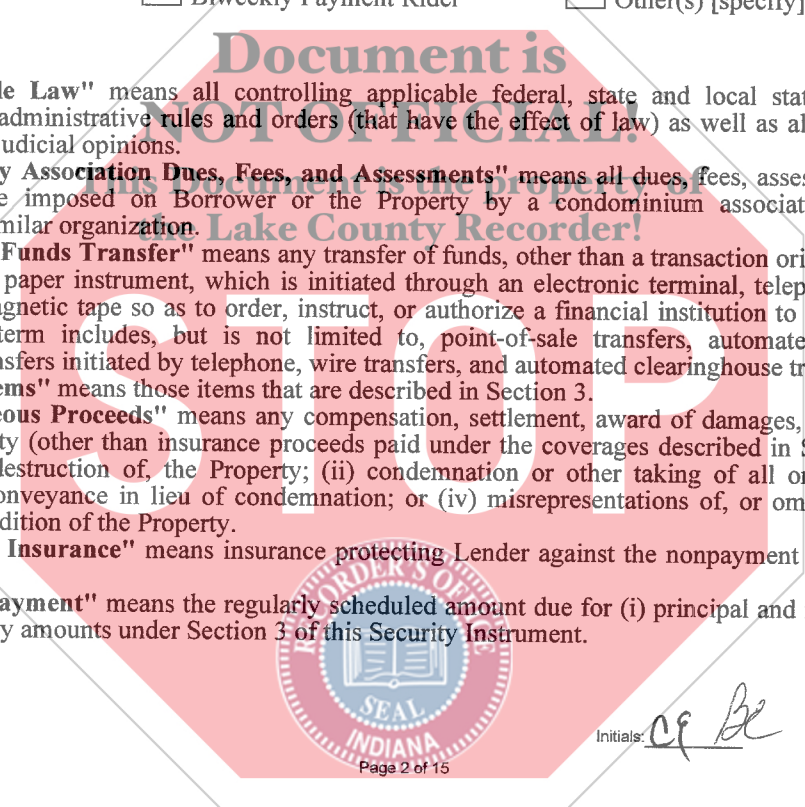 Biweekly Payment Rider Other(s) [specify]
Document is
le Law" means all controlling applicable federal, state and local stat
NOT OFFICIAL!
administrative rules and orders (that have the effect of law) as well as al
udicial opinions.
y Association Dues, Fees, and Assessments" means all dues, fees, asses
This Document is the property of
e imposed on Borrower or the Property by a condominium associat
milar organization.
the Lake County Recorder!
Funds Transfer" means any transfer of funds, other than a transaction ori
paper instrument, which is initiated through an electronic terminal, telep
agnetic tape so as to order, instruct, or authorize a financial institution to
term includes, but is not limited to, point-of-sale transfers, automate
nsfers initiated by telephone, wire transfers, and automated clearinghouse tr
ems" means those items that are described in Section 3.
STOP
eous Proceeds" means any compensation, settlement, award of damages,
ty (other than insurance proceeds paid under the coverages described in S
destruction of, the Property; (ii) condemnation or other taking of all or
onveyance in lieu of condemnation; or (iv) misrepresentations of, or om
dition of the Property.
Insurance" means insurance protecting Lender against the nonpayment
ayment" means the regularly scheduled amount due for (i) principal and
y amounts under Section 3 of this Security Instrument.
RECORDER'S OFFICE
SEAL
INDIANA
Initials: CE BC
Page 2 of 15